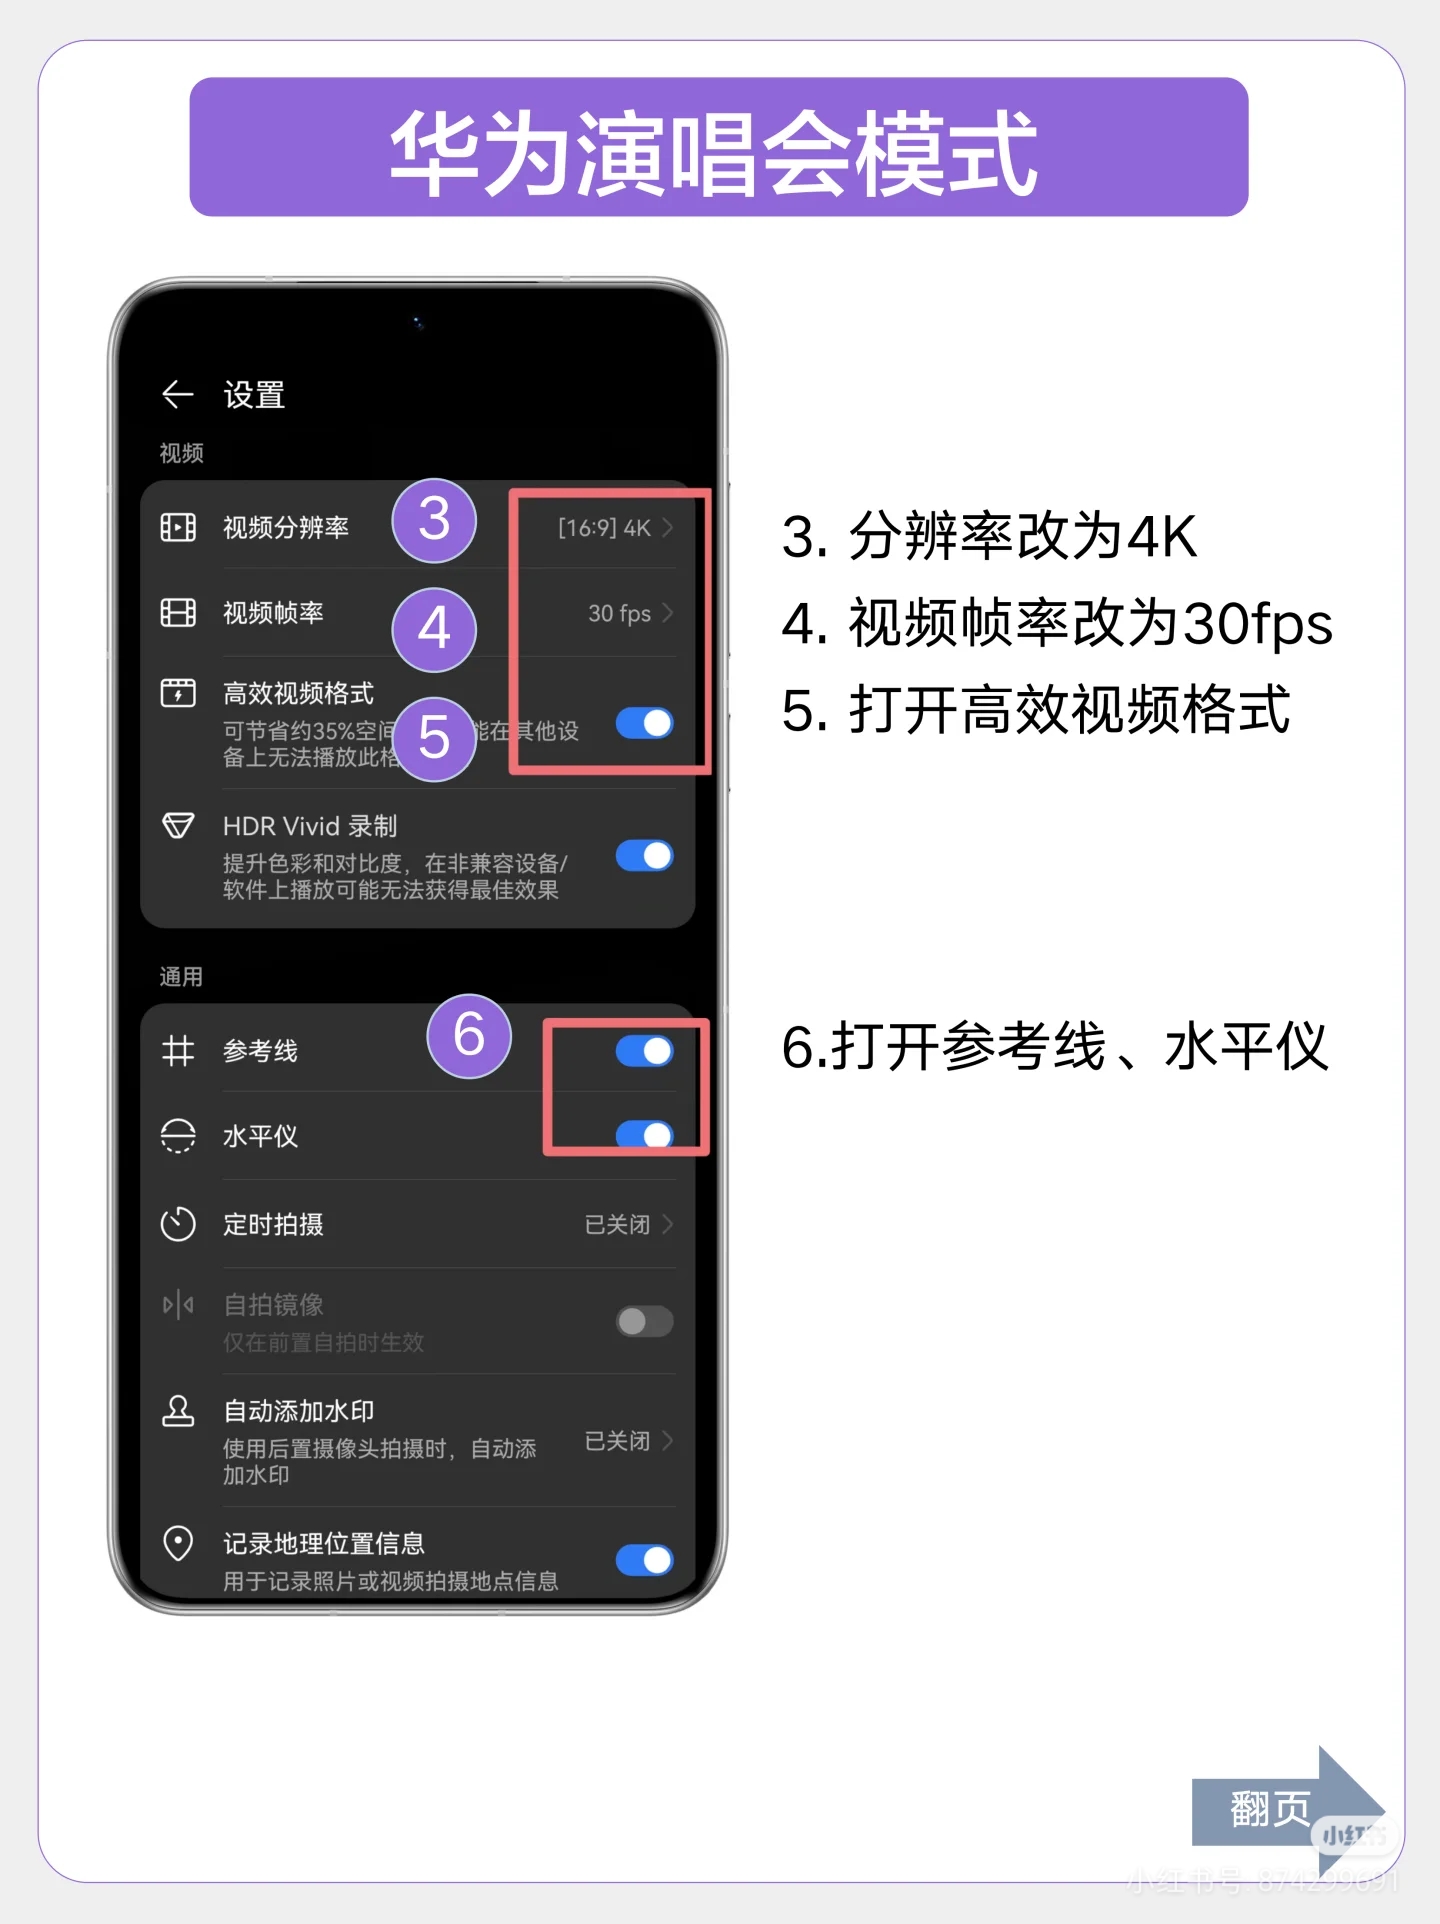 华为演唱会模式
设置
视频
视频分辨率
3
[16:9] 4K
视频帧率
4
30 fps
高效视频格式
可节省约35%空间
能在其他设
备上无法播放此格
5
HDR Vivid 录制
提升色彩和对比度，在非兼容设备/
软件上播放可能无法获得最佳效果
通用
参考线
6
水平仪
定时拍摄
已关闭
自拍镜像
仅在前置自拍时生效
自动添加水印
使用后置摄像头拍摄时，自动添
加水印
已关闭
记录地理位置信息
用于记录照片或视频拍摄地点信息
3. 分辨率改为4K
4. 视频帧率改为30fps
5. 打开高效视频格式
6.打开参考线、水平仪
翻页
小红书
小红书号: 874299691